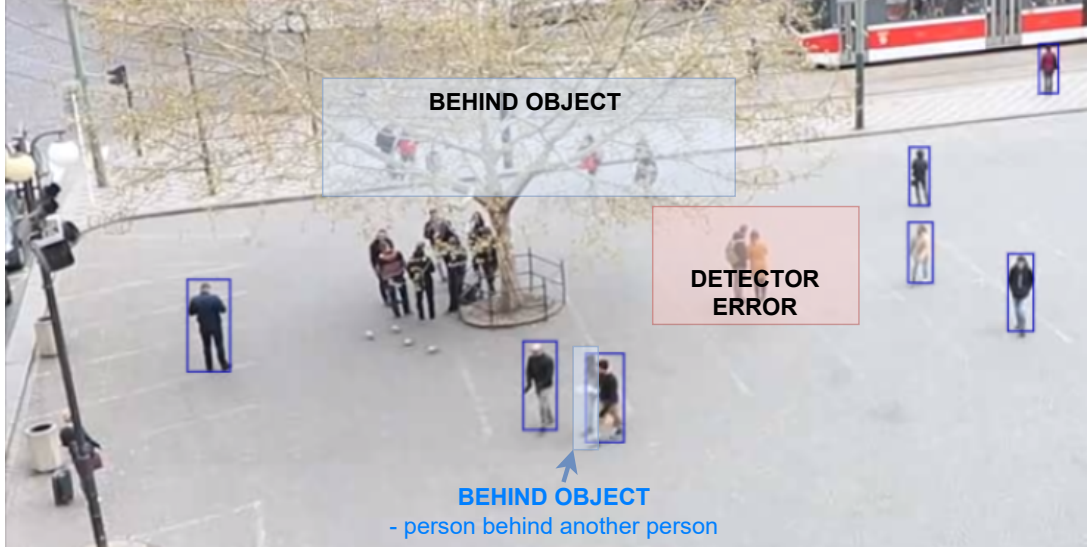 BEHIND OBJECT
DETECTOR
ERROR
BEHIND OBJECT
- person behind another person